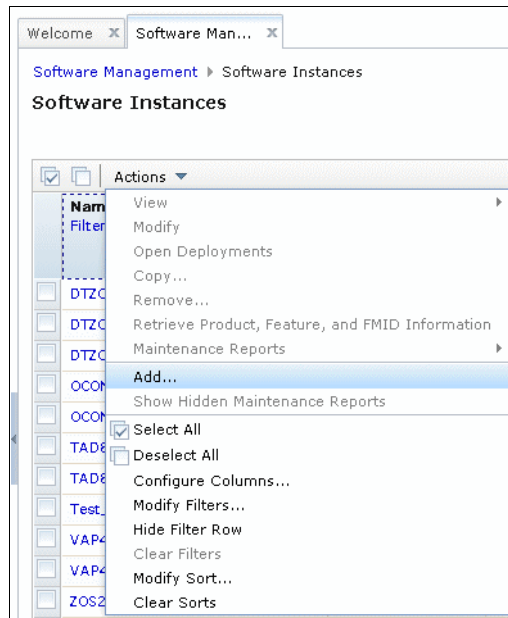 Welcome X Software Man... X
Software Management Software Instances
Software Instances
Actions
Nam
Filter
View
Modify
Open Deployments
Copy...
Remove...
Retrieve Product, Feature, and FMID Information
Maintenance Reports
Add...
Show Hidden Maintenance Reports
Select All
Deselect All
Configure Columns...
Modify Filters...
Hide Filter Row
Clear Filters
Modify Sort...
Clear Sorts
DTZC
DTZC
DTZC
OCON
OCON
TAD8
TAD8
Test_
VAP4
VAP4
ZOS2